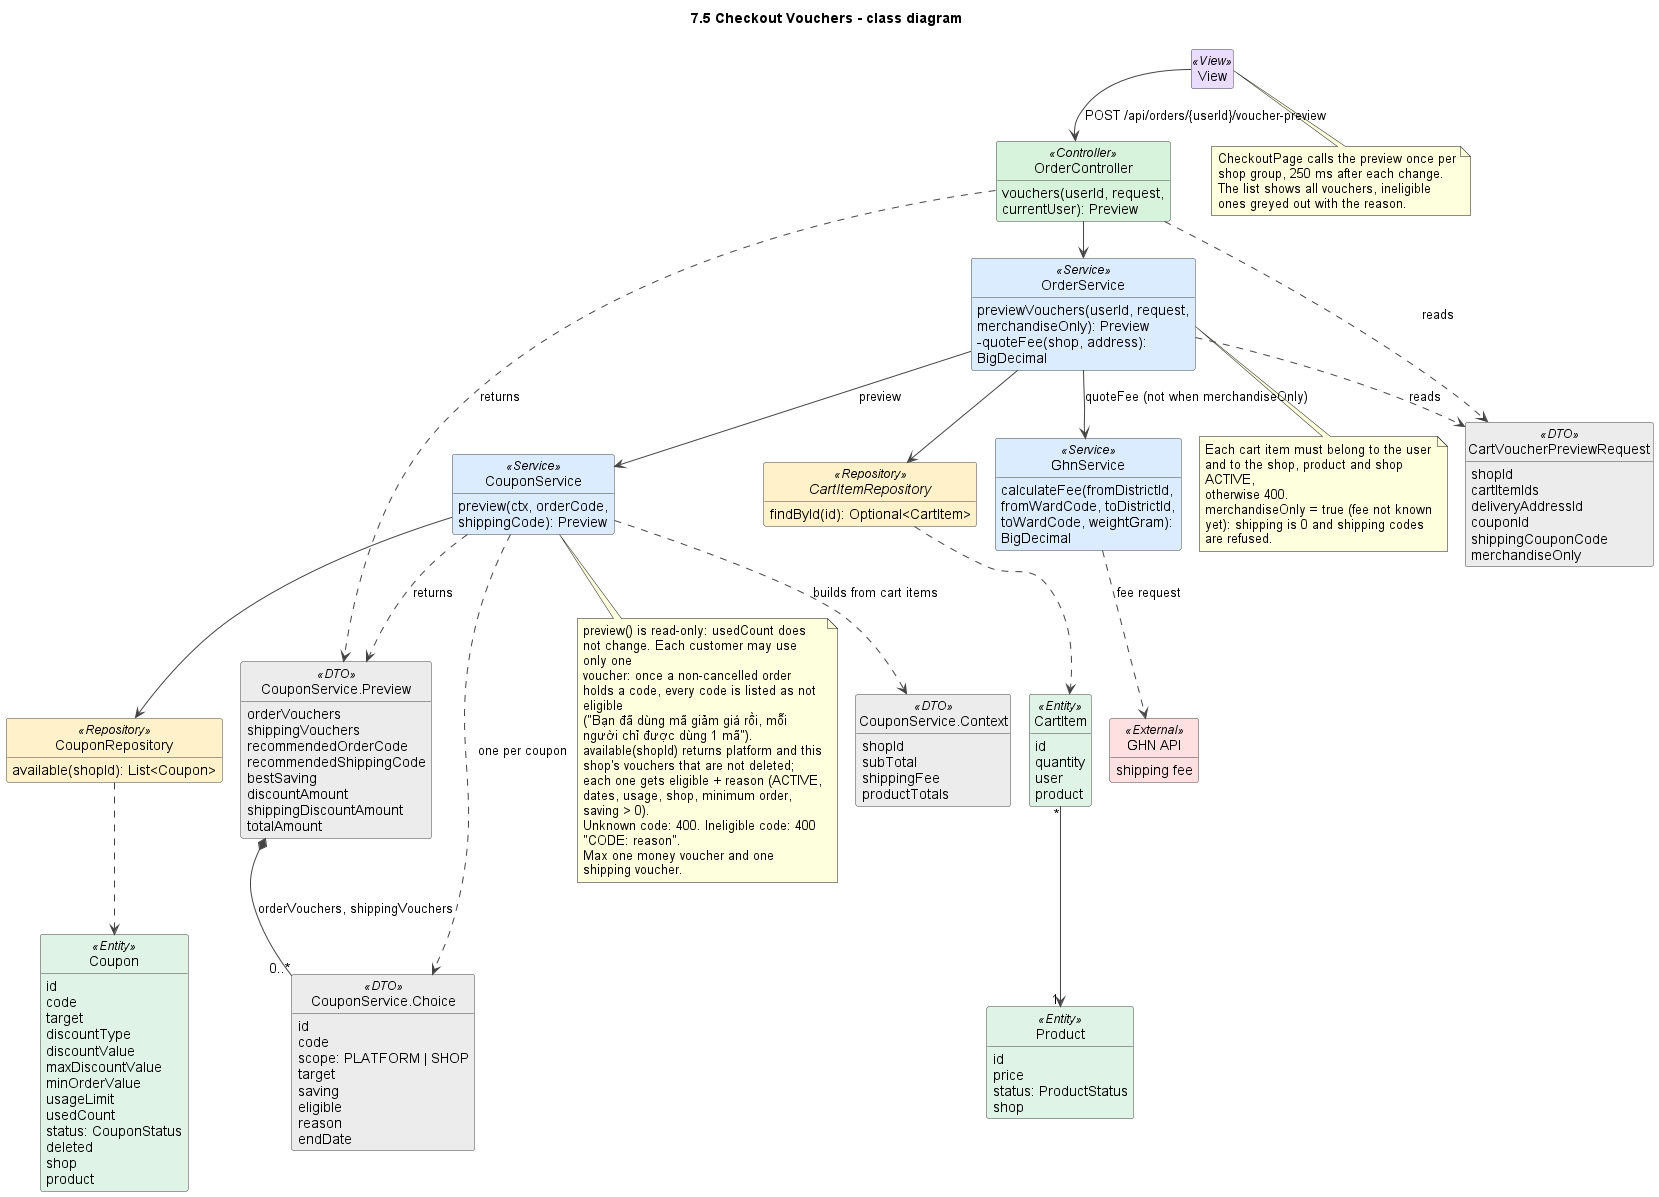 7.5 Checkout Vouchers - class diagram
«View»
View
POST /api/orders/{userId}/voucher-preview
«Controller»
OrderController
vouchers(userId, request,
currentUser): Preview
CheckoutPage calls the preview once per
shop group, 250 ms after each change.
The list shows all vouchers, ineligible
ones greyed out with the reason.
«Service»
OrderService
previewVouchers(userId, request,
merchandiseOnly): Preview
-quoteFee(shop, address):
BigDecimal
reads
returns
preview
quoteFee (not when merchandiseOnly)
reads
«Service»
CouponService
preview(ctx, orderCode,
shippingCode): Preview
«Repository»
CartItemRepository
findById(id): Optional<CartItem>
«Service»
GhnService
calculateFee(fromDistrictId,
fromWardCode, toDistrictId,
toWardCode, weightGram):
BigDecimal
Each cart item must belong to the user
and to the shop, product and shop
ACTIVE,
otherwise 400.
merchandiseOnly = true (fee not known
yet): shipping is 0 and shipping codes
are refused.
«DTO»
CartVoucherPreviewRequest
shopId
cartItemIds
deliveryAddressId
couponId
shippingCouponCode
merchandiseOnly
returns
builds from cart items
fee request
«Repository»
CouponRepository
available(shopId): List<Coupon>
«DTO»
CouponService.Preview
orderVouchers
shippingVouchers
recommendedOrderCode
recommendedShippingCode
bestSaving
discountAmount
shippingDiscountAmount
totalAmount
one per coupon
preview() is read-only: usedCount does
not change. Each customer may use
only one
voucher: once a non-cancelled order
holds a code, every code is listed as not
eligible
("Bạn đã dùng mã giảm giá rồi, mỗi
người chỉ được dùng 1 mã").
available(shopId) returns platform and this
shop's vouchers that are not deleted;
each one gets eligible + reason (ACTIVE,
dates, usage, shop, minimum order,
saving > 0).
Unknown code: 400. Ineligible code: 400
"CODE: reason".
Max one money voucher and one
shipping voucher.
«DTO»
CouponService.Context
shopId
subTotal
shippingFee
productTotals
«Entity»
CartItem
id
quantity
user
product
«External»
GHN API
shipping fee
*
orderVouchers, shippingVouchers
0..*
1
«Entity»
Coupon
id
code
target
discountType
discountValue
maxDiscountValue
minOrderValue
usageLimit
usedCount
status: CouponStatus
deleted
shop
product
«DTO»
CouponService.Choice
id
code
scope: PLATFORM | SHOP
target
saving
eligible
reason
endDate
«Entity»
Product
id
price
status: ProductStatus
shop